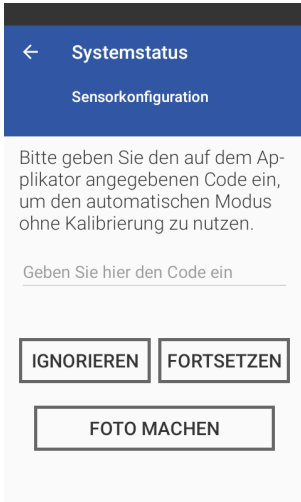 Systemstatus
Sensorkonfiguration
Bitte geben Sie den auf dem Ap-
plikator angegebenen Code ein,
um den automatischen Modus
ohne Kalibrierung zu nutzen.
Geben Sie hier den Code ein
IGNORIEREN FORTSETZEN
FOTO MACHEN